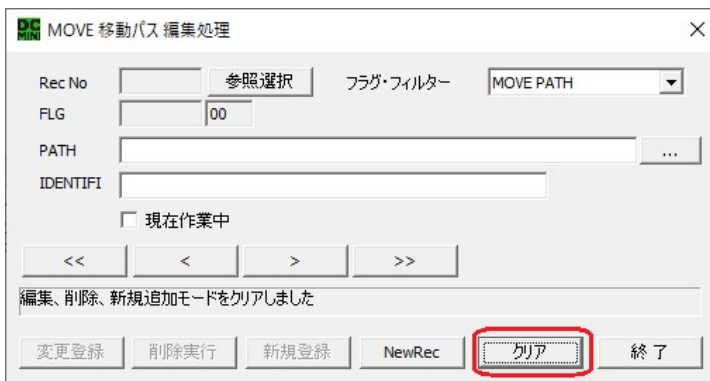 DC MINI MOVE 移動パス 編集処理
Rec No 参照選択 フラグ・フィルター MOVE PATH
FLG 00
PATH ...
IDENTIFI
現在作業中
<< < > >>
編集、削除、新規追加モードをクリアしました
変更登録 削除実行 新規登録 NewRec クリア 終了